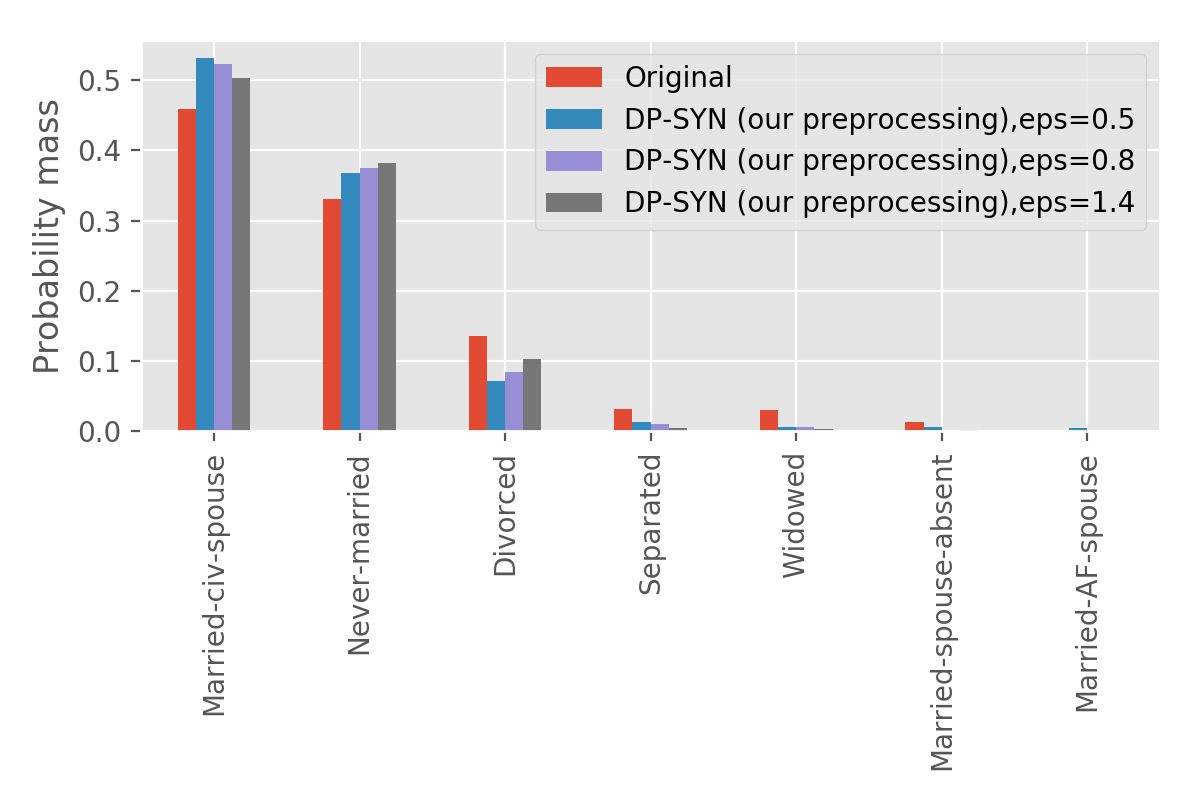 Probability mass
0.5
0.4
0.3
0.2
0.1
0.0
Original
DP-SYN (our preprocessing),eps=0.5
DP-SYN (our preprocessing),eps=0.8
DP-SYN (our preprocessing),eps=1.4
Married-civ-spouse
Never-married
Divorced
Separated
Widowed
Married-spouse-absent
Married-AF-spouse